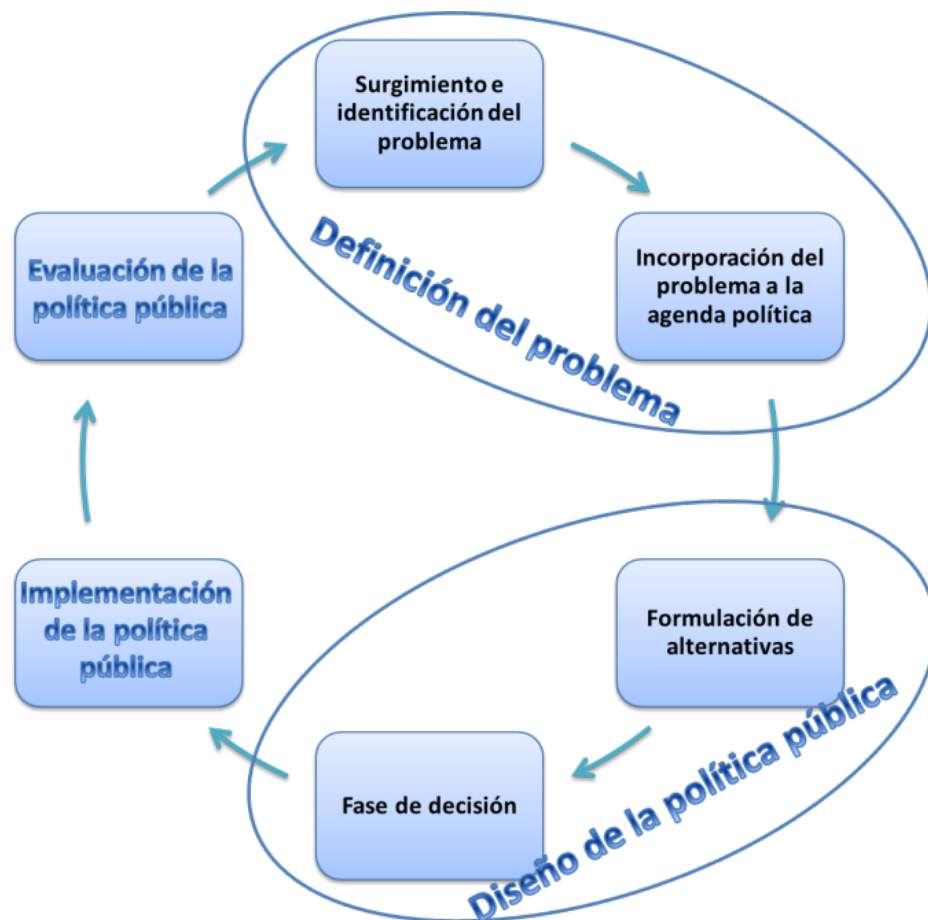 Surgimiento e
identificación del
problema
Incorporación del
problema a la
agenda política
Definición del problema
Formulación de
alternativas
Fase de decisión
Diseño de la política pública
Implementación
de la política
pública
Evaluación de la
política pública